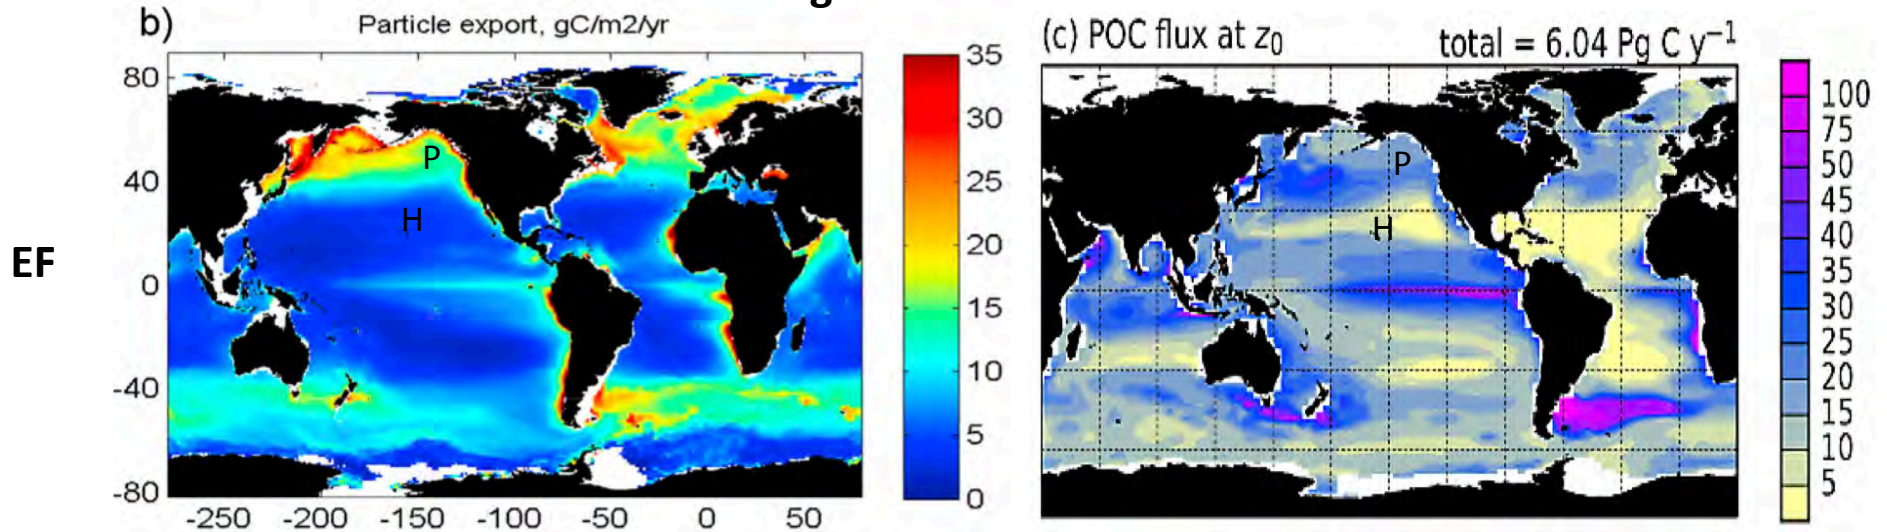 g
b)
Particle export, gC/m2/yr
80
40
0
-40
-80
-250 -200 -150 -100 -50 0 50
35
30
25
20
15
10
5
0
P
H
EF
(c) POC flux at z0
total = 6.04 Pg C y−1
P
H
100
75
50
45
40
35
30
25
20
15
10
5